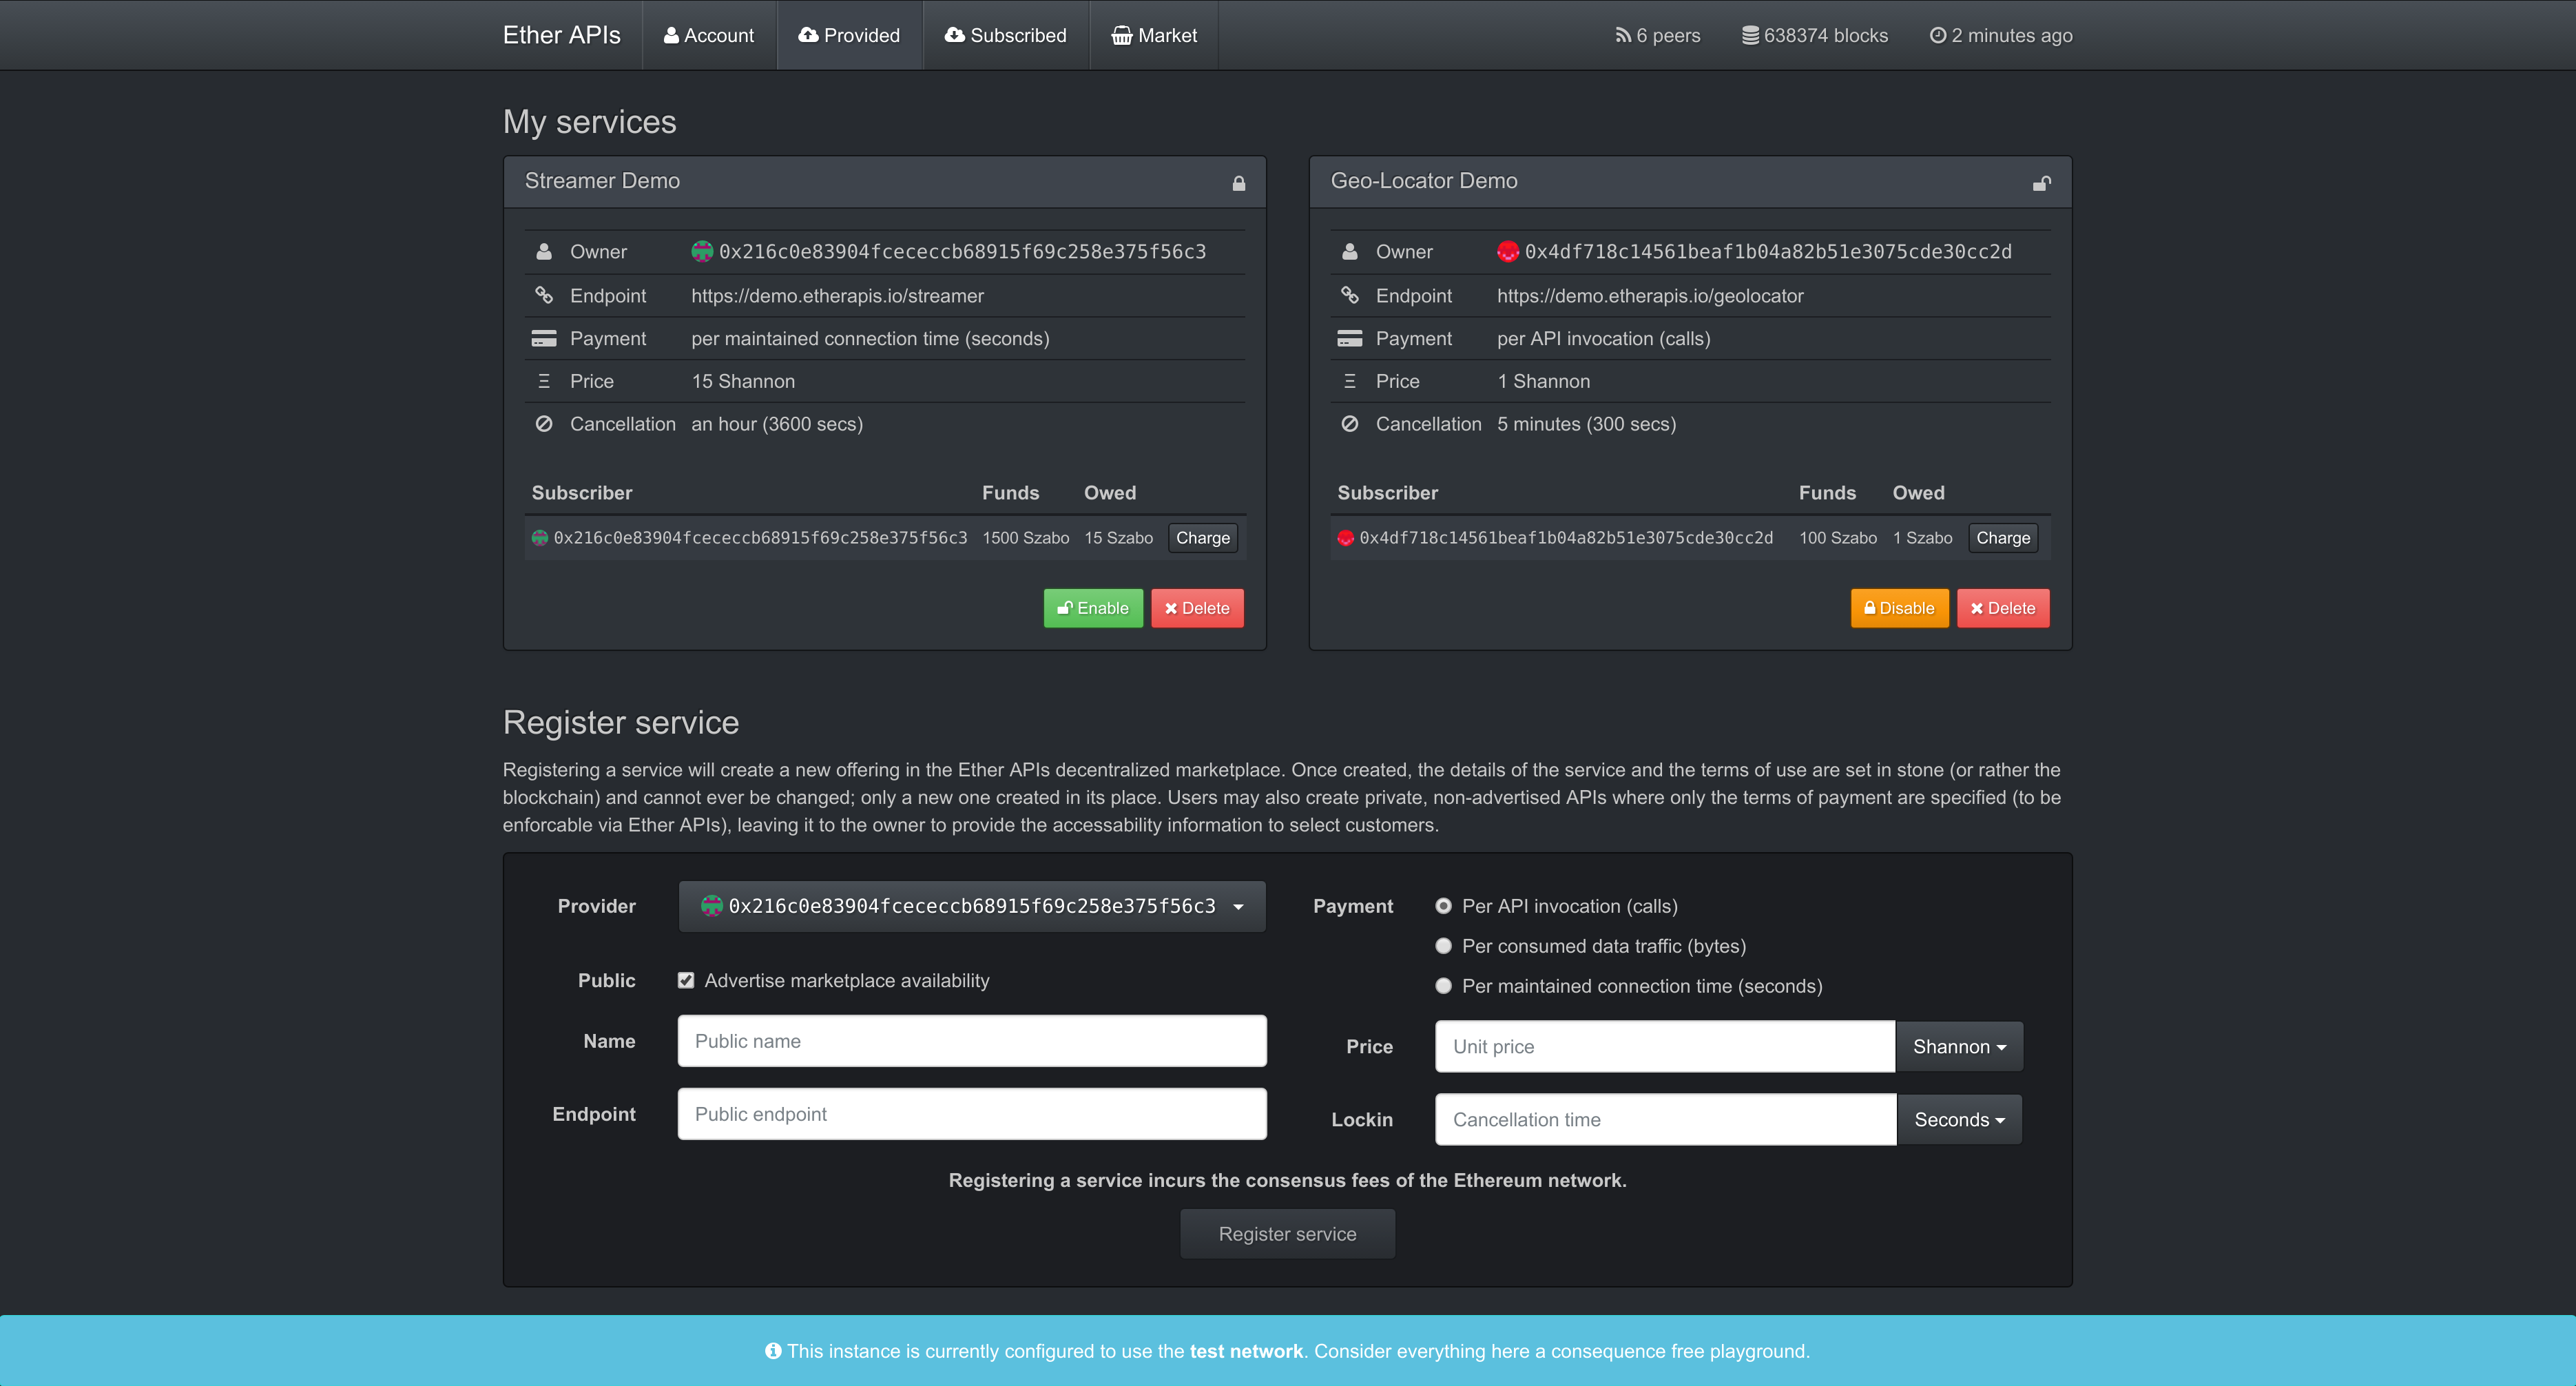 Ether APIs Account Provided Subscribed Market 6 peers 638374 blocks 2 minutes ago
My services
Streamer Demo
Owner 0x216c0e83904fcececcb68915f69c258e375f56c3
Endpoint https://demo.etherapis.io/streamer
Payment per maintained connection time (seconds)
Ξ Price 15 Shannon
Cancellation an hour (3600 secs)
Subscriber Funds Owed
0x216c0e83904fcececcb68915f69c258e375f56c3 1500 Szabo 15 Szabo Charge
Enable Delete
Geo-Locator Demo
Owner 0x4df718c14561beaf1b04a82b51e3075cde30cc2d
Endpoint https://demo.etherapis.io/geolocator
Payment per API invocation (calls)
Ξ Price 1 Shannon
Cancellation 5 minutes (300 secs)
Subscriber Funds Owed
0x4df718c14561beaf1b04a82b51e3075cde30cc2d 100 Szabo 1 Szabo Charge
Disable Delete
Register service
Registering a service will create a new offering in the Ether APIs decentralized marketplace. Once created, the details of the service and the terms of use are set in stone (or rather the
blockchain) and cannot ever be changed; only a new one created in its place. Users may also create private, non-advertised APIs where only the terms of payment are specified (to be
enforcable via Ether APIs), leaving it to the owner to provide the accessability information to select customers.
Provider 0x216c0e83904fcececcb68915f69c258e375f56c3
Public Advertise marketplace availability
Name Public name
Endpoint Public endpoint
Payment Per API invocation (calls)
Per consumed data traffic (bytes)
Per maintained connection time (seconds)
Price Unit price Shannon
Lockin Cancellation time Seconds
Registering a service incurs the consensus fees of the Ethereum network.
Register service
This instance is currently configured to use the test network. Consider everything here a consequence free playground.